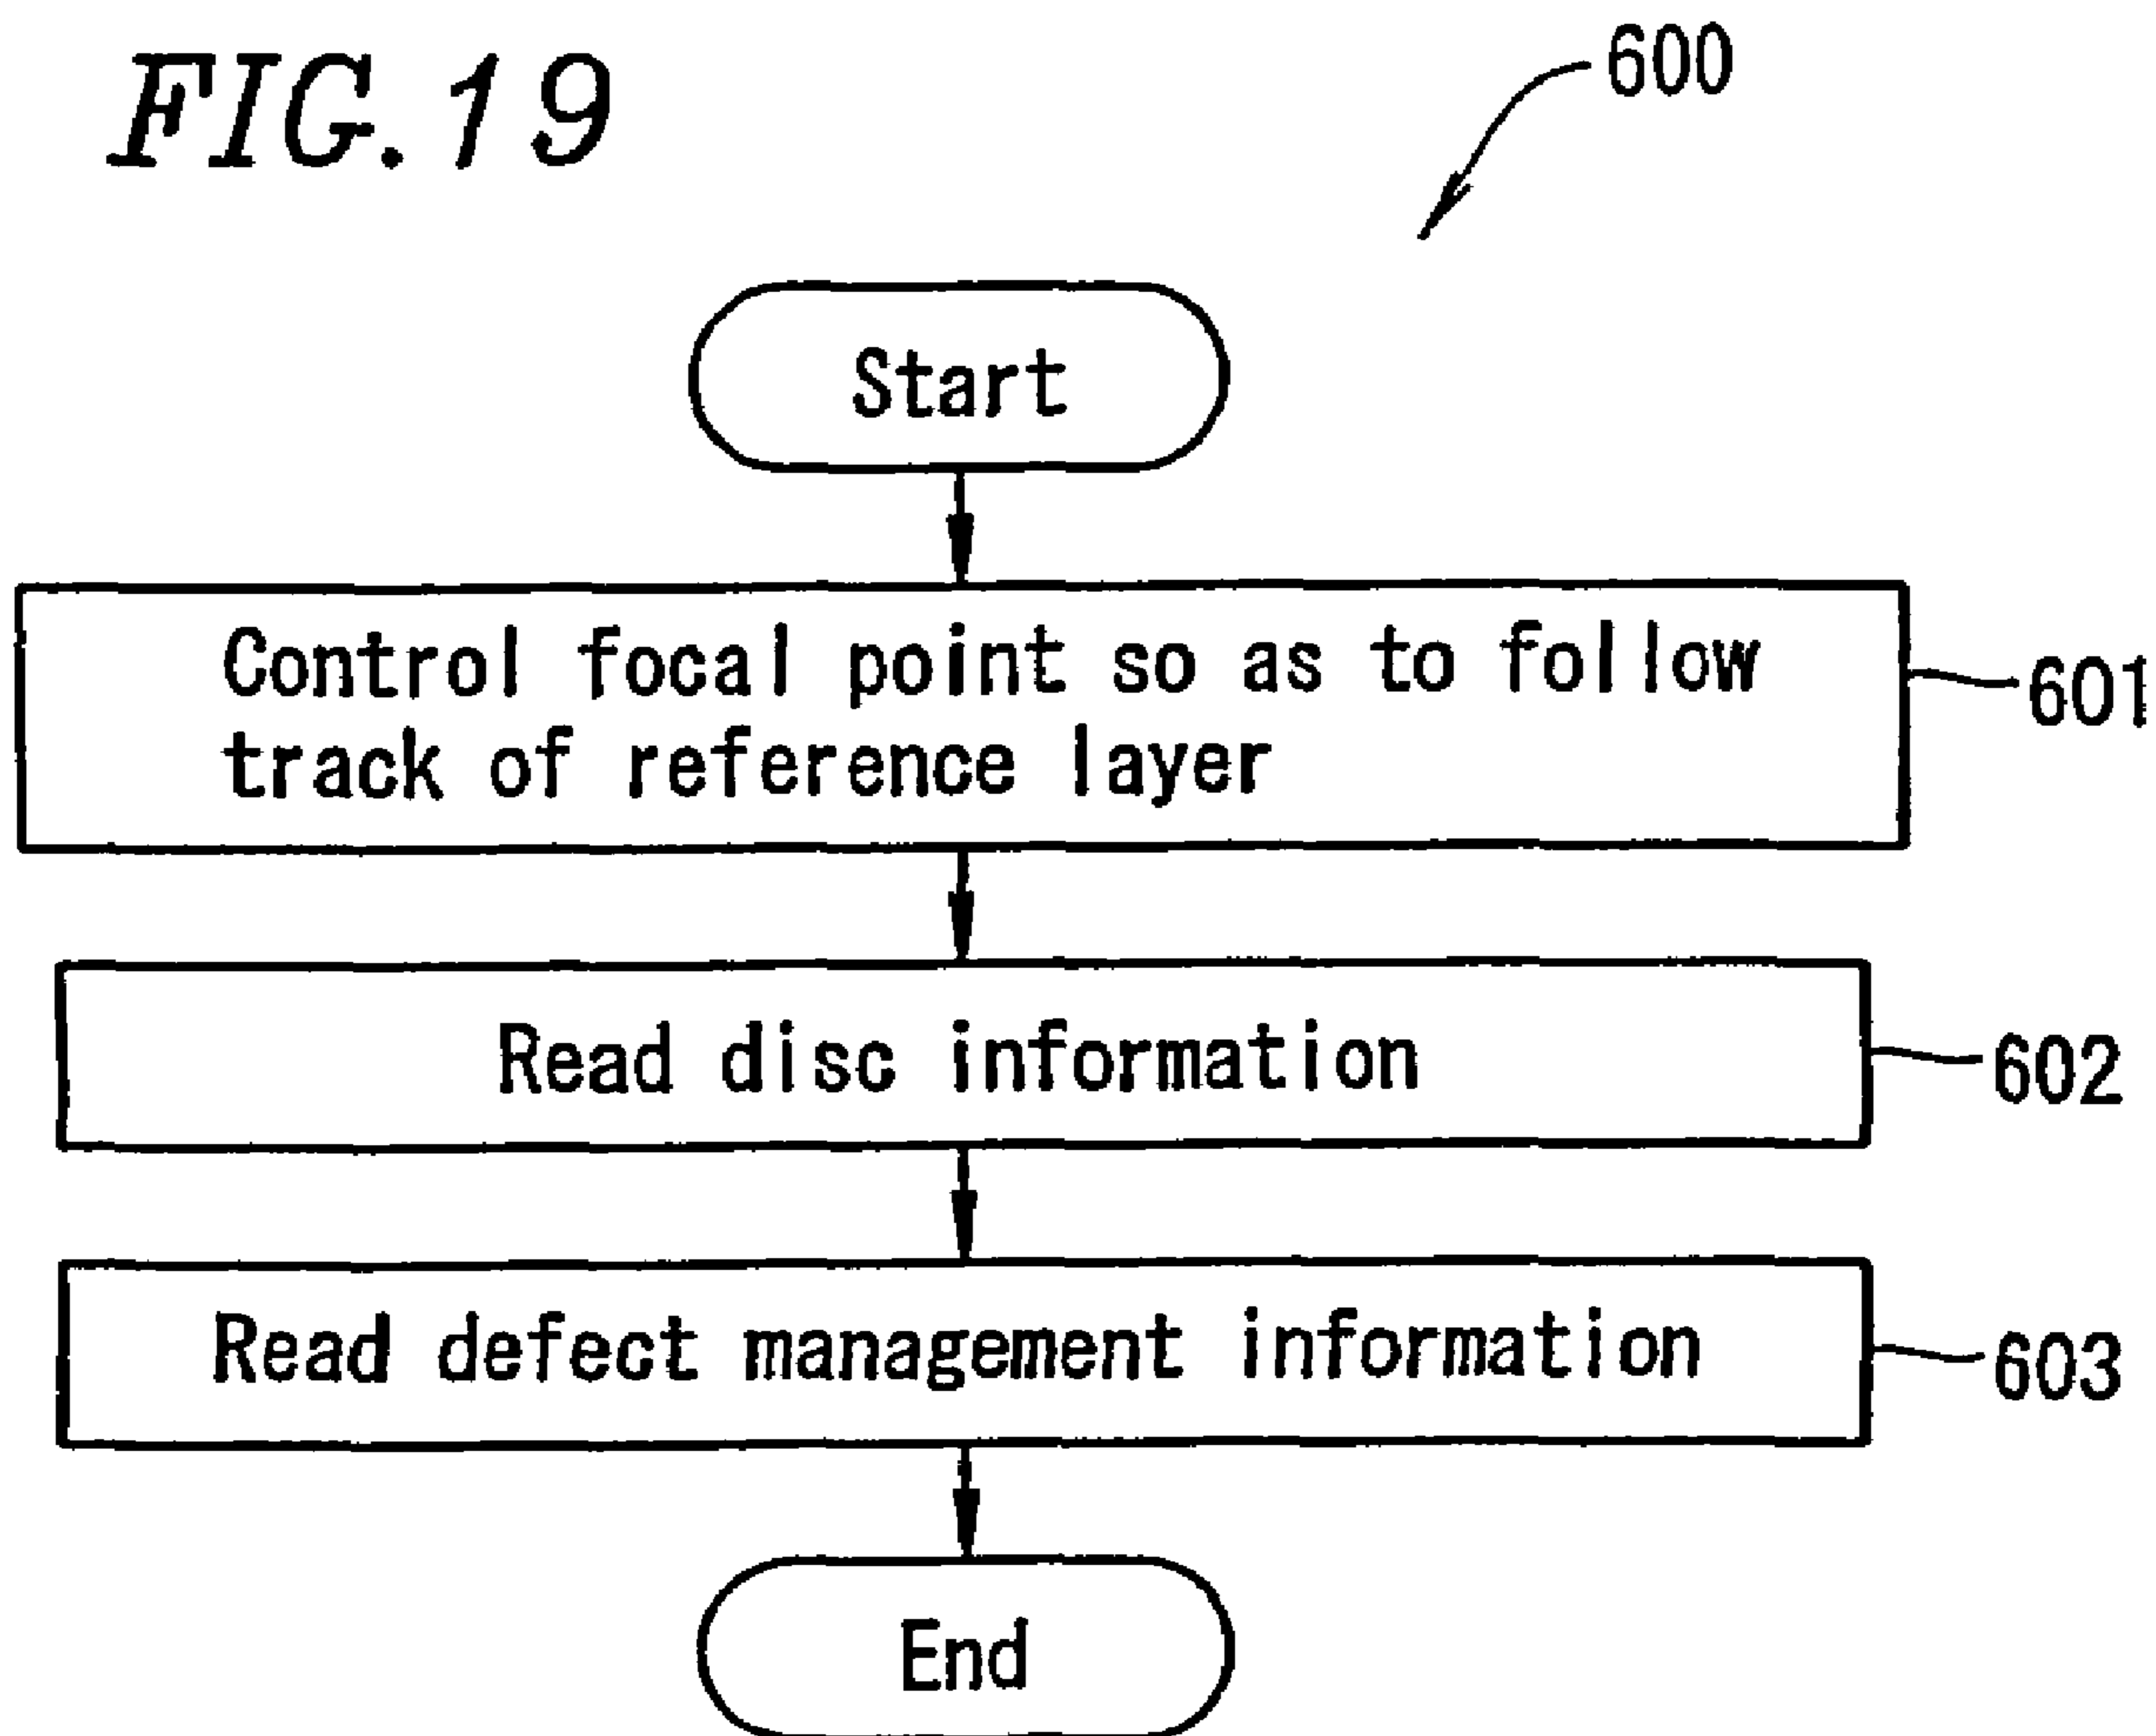 FIG. 19
600
Start
Control focal point so as to follow
track of reference layer
601
Read disc information
602
Read defect management information
603
End